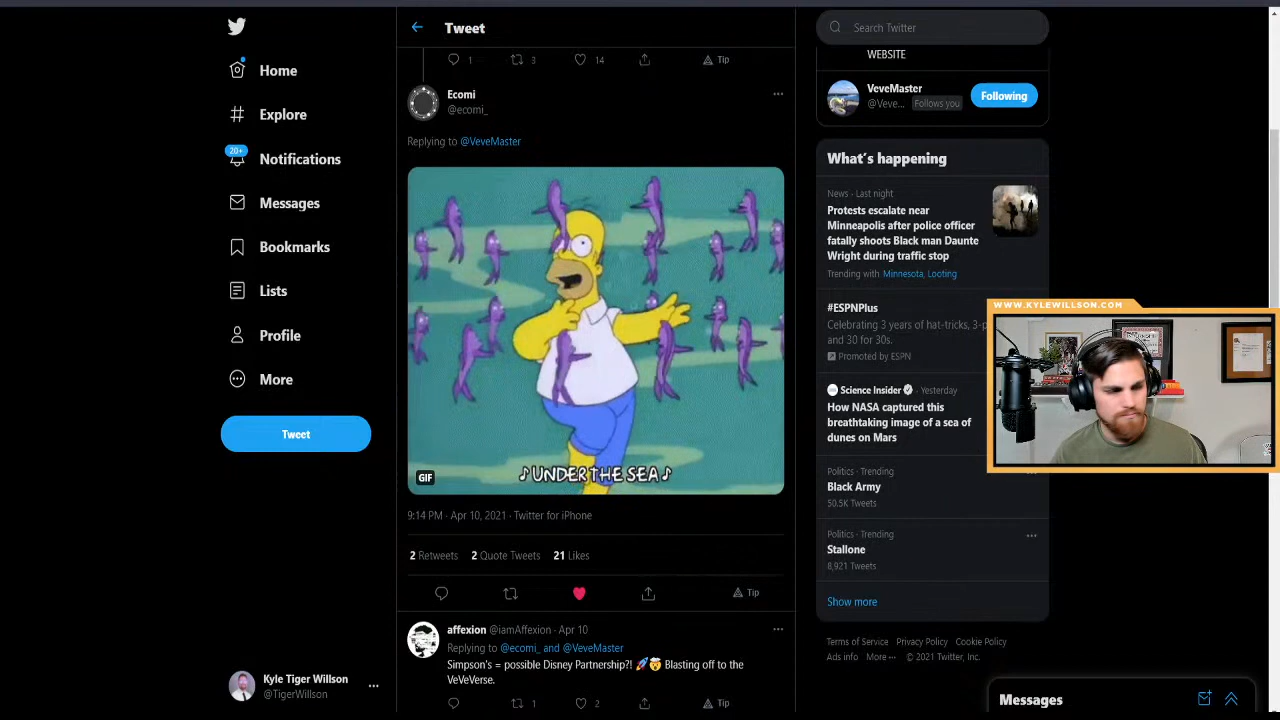 Home
Explore
20+
Notifications
Messages
Bookmarks
Lists
Profile
More
Tweet
Kyle Tiger Willson
@TigerWillson
Tweet
1
3
14
Tip
Ecomi
@ecomi_
Replying to @VeveMaster
♪ UNDER THE SEA ♪
GIF
9:14 PM · Apr 10, 2021 · Twitter for iPhone
2 Retweets 2 Quote Tweets 21 Likes
Tip
affexion @iamAffexion · Apr 10
Replying to @ecomi_ and @VeveMaster
Simpson's = possible Disney Partnership?! 🚀🤯 Blasting off to the
VeVeVerse.
1
2
Tip
Search Twitter
WEBSITE
VeveMaster
@Veve... Follows you
Following
What's happening
News · Last night
Protests escalate near
Minneapolis after police officer
fatally shoots Black man Daunte
Wright during traffic stop
Trending with Minnesota, Looting
#ESPNPlus
Celebrating 3 years of hat-tricks, 3-p
and 30 for 30s.
Promoted by ESPN
Science Insider · Yesterday
How NASA captured this
breathtaking image of a sea of
dunes on Mars
Politics · Trending
Black Army
50.5K Tweets
Politics · Trending
Stallone
8,921 Tweets
Show more
Terms of Service Privacy Policy Cookie Policy
Ads info More ··· © 2021 Twitter, Inc.
WWW.KYLEWILLSON.COM
Messages